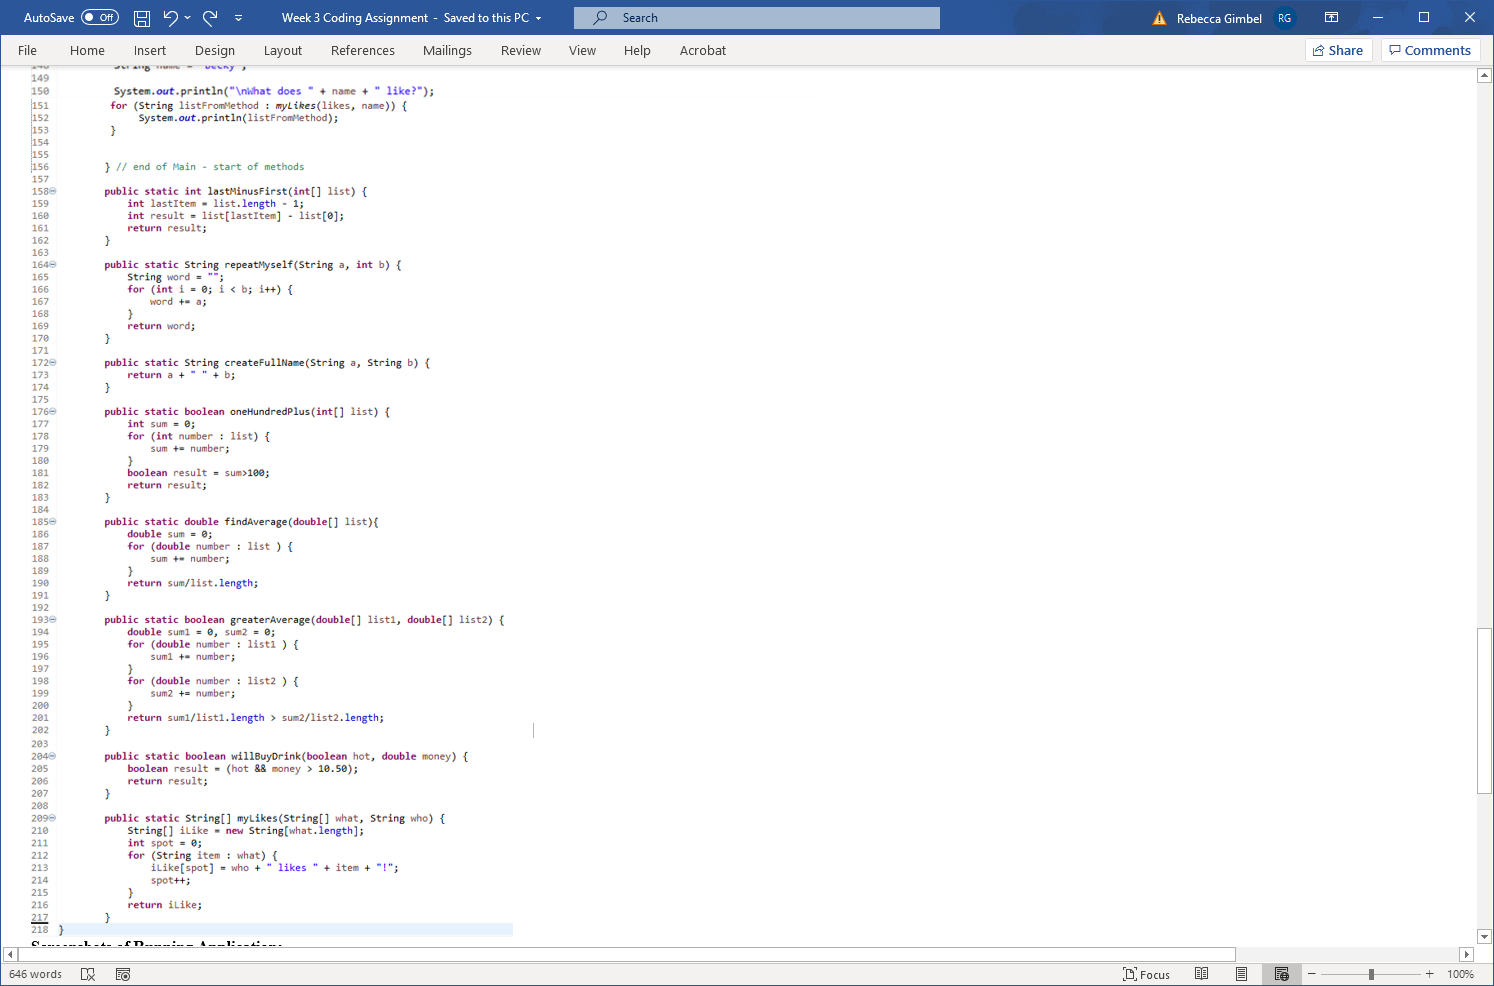 AutoSave Off Week 3 Coding Assignment - Saved to this PC Search Rebecca Gimbel RG
File Home Insert Design Layout References Mailings Review View Help Acrobat Share Comments
148 String name = "Becky";
149
150 System.out.println("\nWhat does " + name + " like?");
151 for (String listFromMethod : myLikes(likes, name)) {
152 System.out.println(listFromMethod);
153 }
154
155
156 } // end of Main - start of methods
157
158 public static int lastMinusFirst(int[] list) {
159 int lastItem = list.length - 1;
160 int result = list[lastItem] - list[0];
161 return result;
162 }
163
164 public static String repeatMyself(String a, int b) {
165 String word = "";
166 for (int i = 0; i < b; i++) {
167 word += a;
168 }
169 return word;
170 }
171
172 public static String createFullName(String a, String b) {
173 return a + " " + b;
174 }
175
176 public static boolean oneHundredPlus(int[] list) {
177 int sum = 0;
178 for (int number : list) {
179 sum += number;
180 }
181 boolean result = sum>100;
182 return result;
183 }
184
185 public static double findAverage(double[] list){
186 double sum = 0;
187 for (double number : list ) {
188 sum += number;
189 }
190 return sum/list.length;
191 }
192
193 public static boolean greaterAverage(double[] list1, double[] list2) {
194 double sum1 = 0, sum2 = 0;
195 for (double number : list1 ) {
196 sum1 += number;
197 }
198 for (double number : list2 ) {
199 sum2 += number;
200 }
201 return sum1/list1.length > sum2/list2.length;
202 }
203
204 public static boolean willBuyDrink(boolean hot, double money) {
205 boolean result = (hot && money > 10.50);
206 return result;
207 }
208
209 public static String[] myLikes(String[] what, String who) {
210 String[] iLike = new String[what.length];
211 int spot = 0;
212 for (String item : what) {
213 iLike[spot] = who + " likes " + item + "!";
214 spot++;
215 }
216 return iLike;
217 }
218 }
Screenshots of Running Application:
646 words Focus 100%